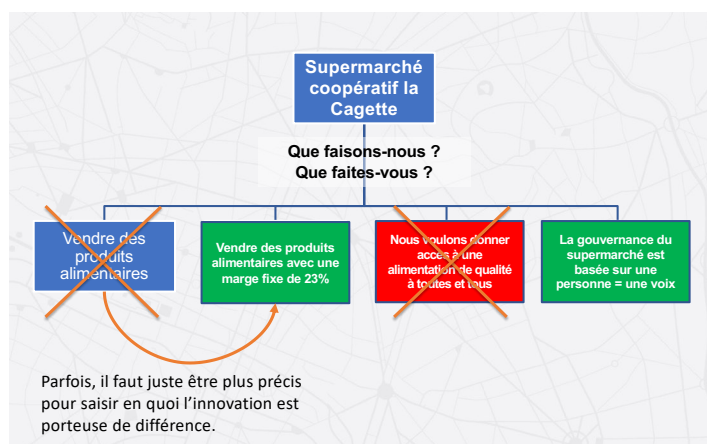 Supermarché
coopératif la
Cagette
Que faisons-nous ?
Que faites-vous ?
Vendre des
produits
alimentaires
Vendre des produits
alimentaires avec une
marge fixe de 23%
Nous voulons donner
accès à une
alimentation de qualité
à toutes et tous
La gouvernance du
supermarché est
basée sur une
personne = une voix
Parfois, il faut juste être plus précis
pour saisir en quoi l’innovation est
porteuse de différence.